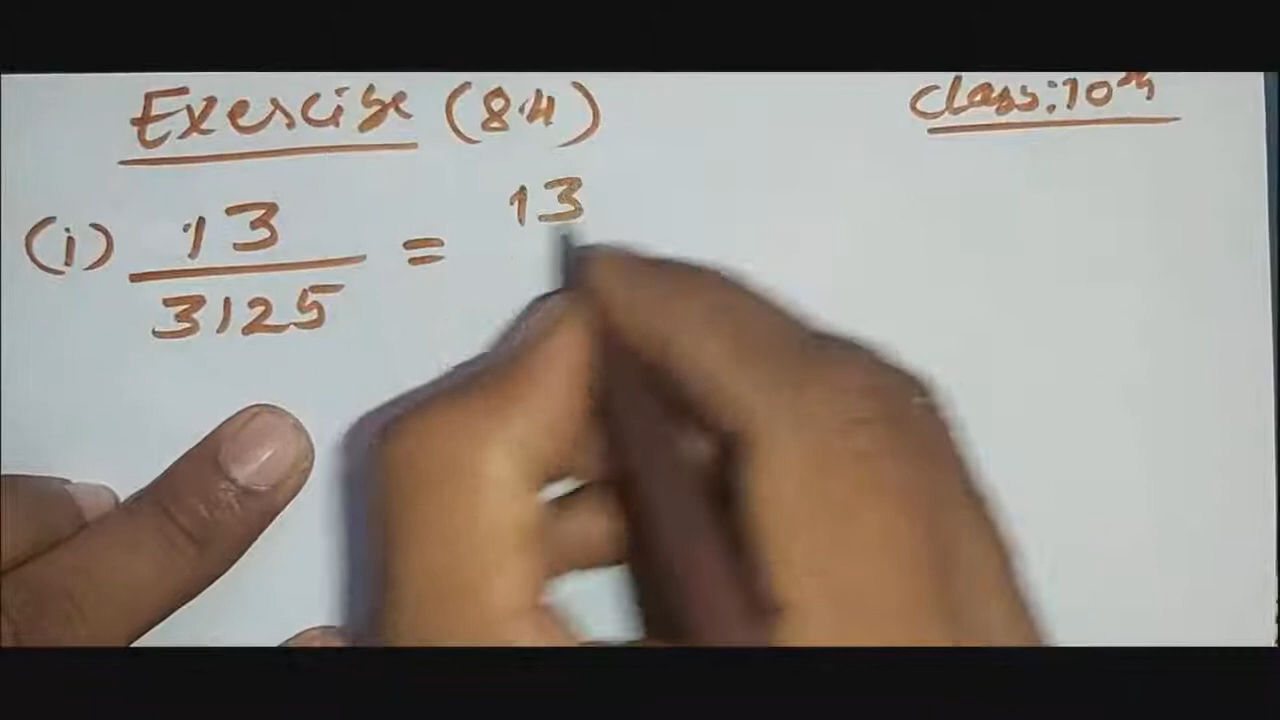 Exercise (8.4)
Class:10th
(i) 13/3125 = 13